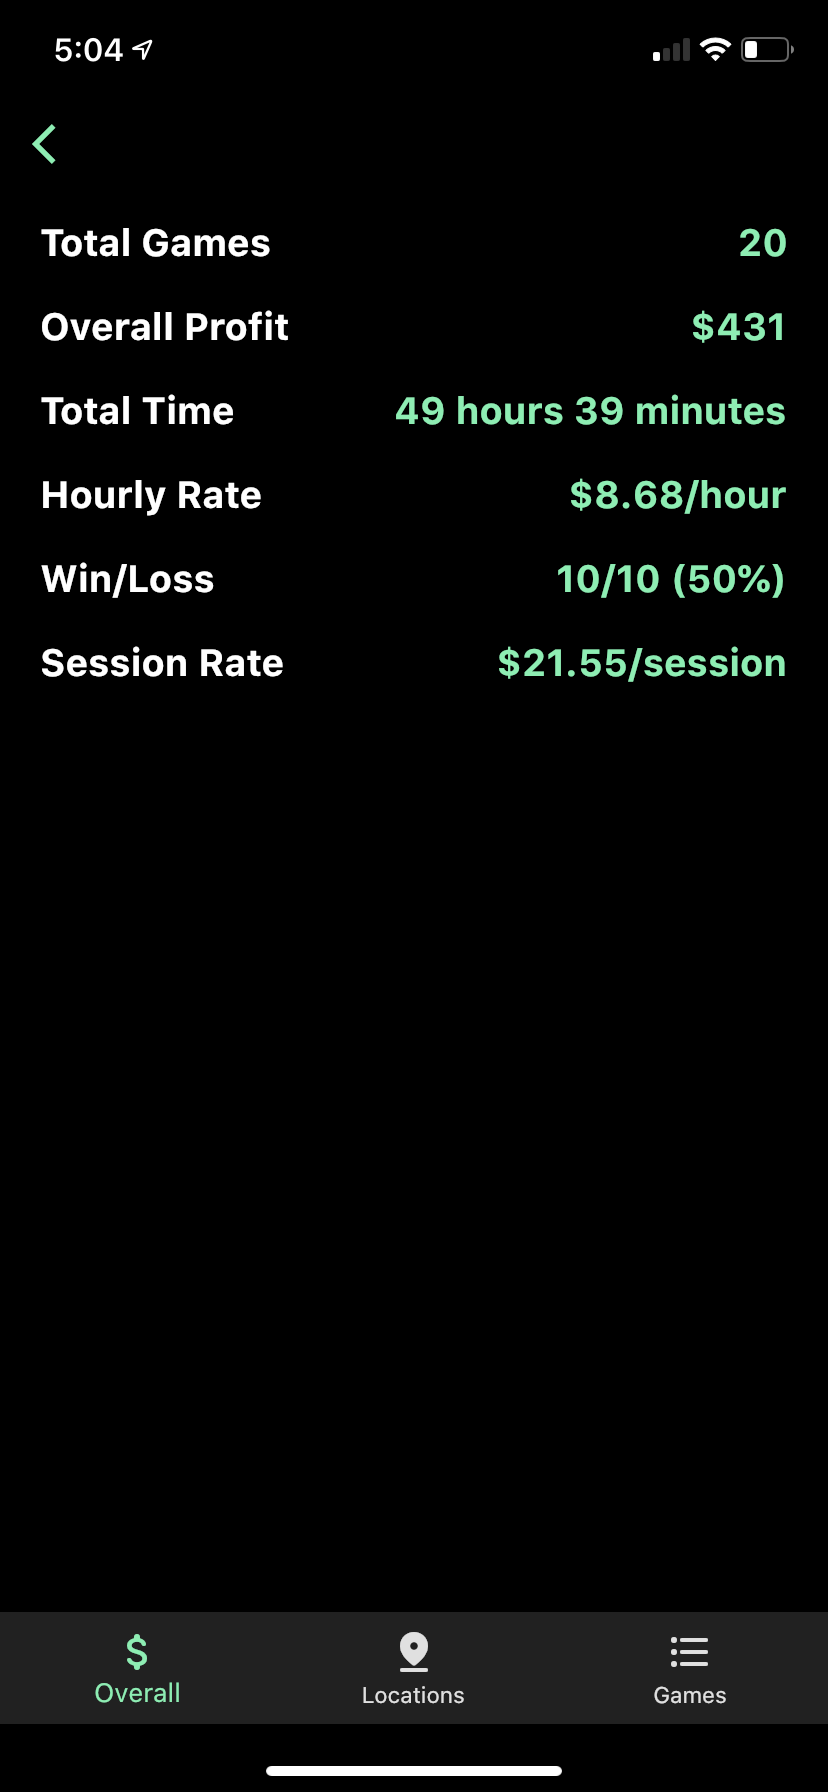 5:04
Total Games 20
Overall Profit $431
Total Time 49 hours 39 minutes
Hourly Rate $8.68/hour
Win/Loss 10/10 (50%)
Session Rate $21.55/session
$
Overall Locations Games